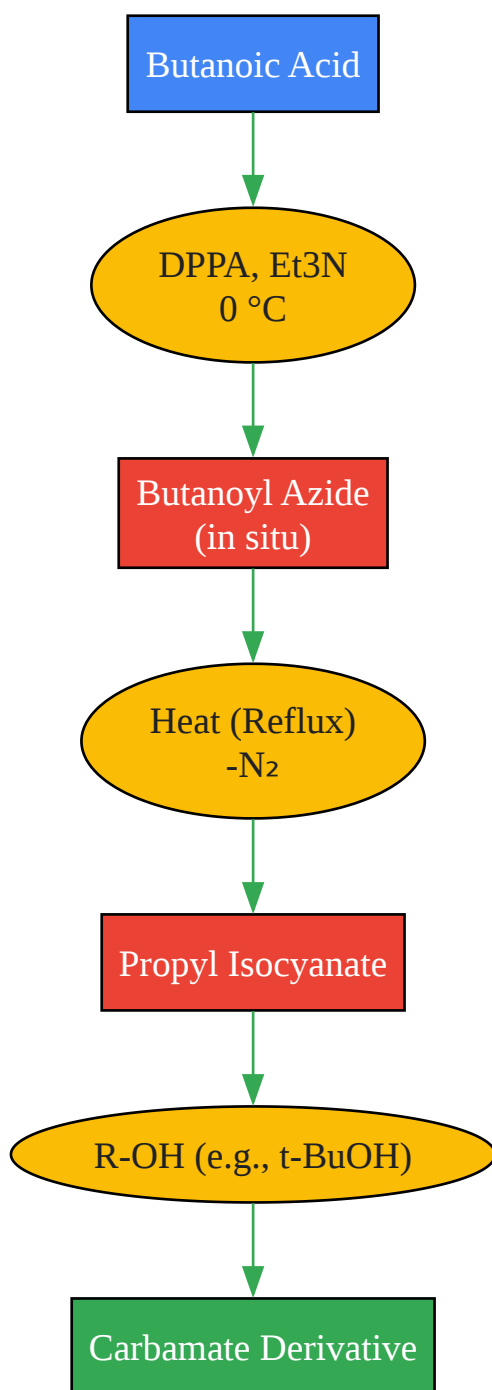 Butanoic Acid
DPPA, Et3N
0 °C
Butanoyl Azide
(in situ)
Heat (Reflux)
-N₂
Propyl Isocyanate
R-OH (e.g., t-BuOH)
Carbamate Derivative